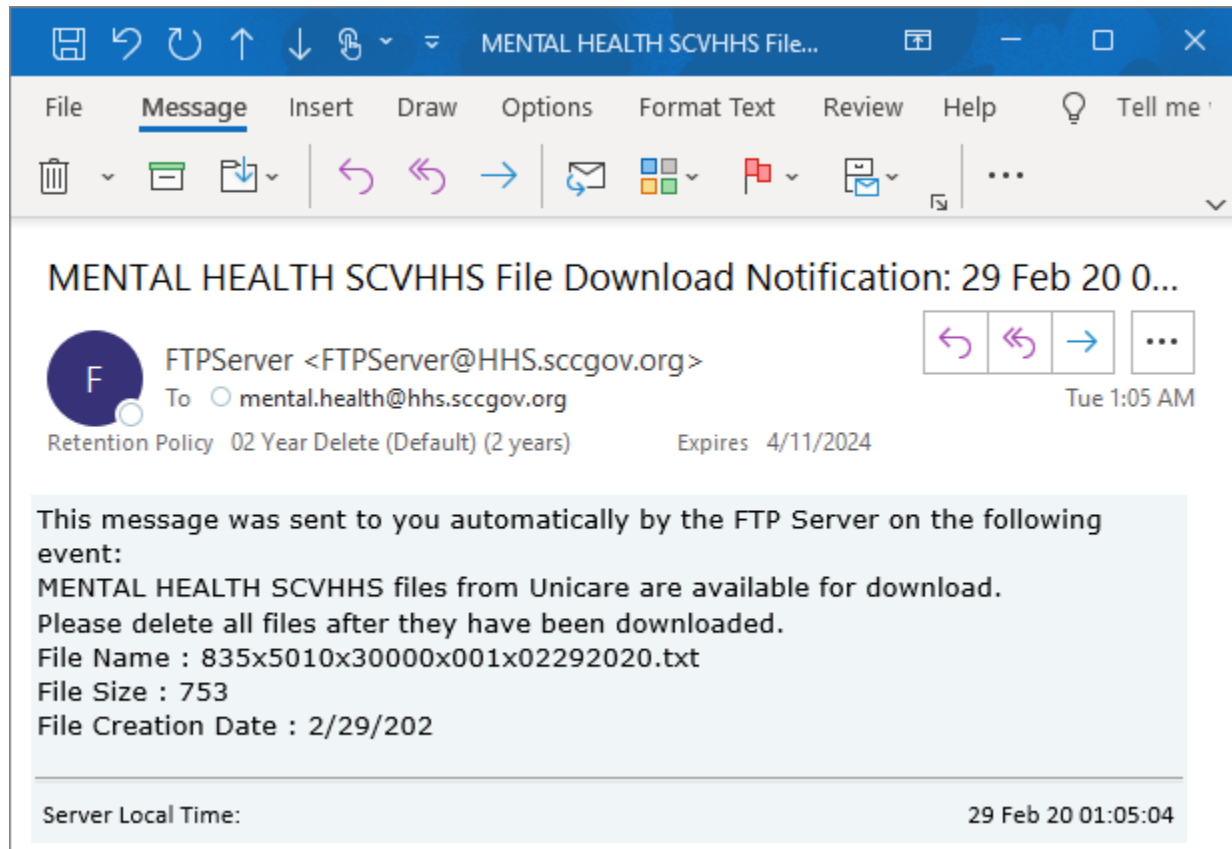 MENTAL HEALTH SCVHHS File...
File Message Insert Draw Options Format Text Review Help Tell me
MENTAL HEALTH SCVHHS File Download Notification: 29 Feb 20 0...
F
FTPServer <FTPServer@HHS.sccgov.org>
To mental.health@hhs.sccgov.org
Tue 1:05 AM
Retention Policy 02 Year Delete (Default) (2 years) Expires 4/11/2024
This message was sent to you automatically by the FTP Server on the following
event:
MENTAL HEALTH SCVHHS files from Unicare are available for download.
Please delete all files after they have been downloaded.
File Name : 835x5010x30000x001x02292020.txt
File Size : 753
File Creation Date : 2/29/202
Server Local Time: 29 Feb 20 01:05:04